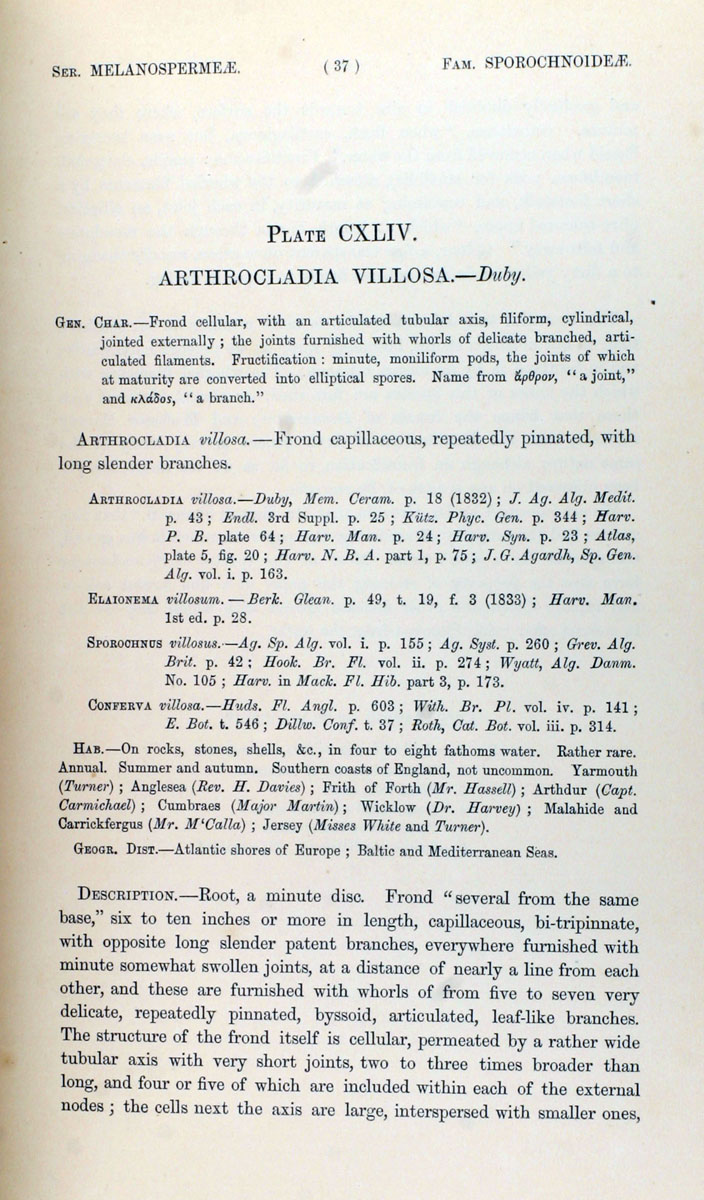 Ser. MELANOSPERMEÆ.
( 37 )
Fam. SPOROCHNOIDEÆ.
Plate CXLIV.
ARTHROCLADIA VILLOSA.—Duby.
Gen. Char.—Frond cellular, with an articulated tubular axis, filiform, cylindrical,
jointed externally ; the joints furnished with whorls of delicate branched, arti-
culated filaments. Fructification : minute, moniliform pods, the joints of which
at maturity are converted into elliptical spores. Name from ἄρθρον, “a joint,”
and κλάδος, “a branch.”
Arthrocladia villosa.—Frond capillaceous, repeatedly pinnated, with
long slender branches.
Arthrocladia villosa.—Duby, Mem. Ceram. p. 18 (1832) ; J. Ag. Alg. Medit.
p. 43 ; Endl. 3rd Suppl. p. 25 ; Kütz. Phyc. Gen. p. 344 ; Harv.
P. B. plate 64 ; Harv. Man. p. 24 ; Harv. Syn. p. 23 ; Atlas,
plate 5, fig. 20 ; Harv. N. B. A. part 1, p. 75 ; J. G. Agardh, Sp. Gen.
Alg. vol. i. p. 163.
Elaionema villosum.—Berk. Glean. p. 49, t. 19, f. 3 (1833) ; Harv. Man.
1st ed. p. 28.
Sporochnus villosus.—Ag. Sp. Alg. vol. i. p. 155 ; Ag. Syst. p. 260 ; Grev. Alg.
Brit. p. 42 ; Hook. Br. Fl. vol. ii. p. 274 ; Wyatt, Alg. Danm.
No. 105 ; Harv. in Mack. Fl. Hib. part 3, p. 173.
Conferva villosa.—Huds. Fl. Angl. p. 603 ; With. Br. Pl. vol. iv. p. 141 ;
E. Bot. t. 546 ; Dillw. Conf. t. 37 ; Roth, Cat. Bot. vol. iii. p. 314.
Hab.—On rocks, stones, shells, &c., in four to eight fathoms water. Rather rare.
Annual. Summer and autumn. Southern coasts of England, not uncommon. Yarmouth
(Turner) ; Anglesea (Rev. H. Davies) ; Frith of Forth (Mr. Hassell) ; Arthdur (Capt.
Carmichael) ; Cumbraes (Major Martin) ; Wicklow (Dr. Harvey) ; Malahide and
Carrickfergus (Mr. M‘Calla) ; Jersey (Misses White and Turner).
Geogr. Dist.—Atlantic shores of Europe ; Baltic and Mediterranean Seas.
Description.—Root, a minute disc. Frond “several from the same
base,” six to ten inches or more in length, capillaceous, bi-tripinnate,
with opposite long slender patent branches, everywhere furnished with
minute somewhat swollen joints, at a distance of nearly a line from each
other, and these are furnished with whorls of from five to seven very
delicate, repeatedly pinnated, byssoid, articulated, leaf-like branches.
The structure of the frond itself is cellular, permeated by a rather wide
tubular axis with very short joints, two to three times broader than
long, and four or five of which are included within each of the external
nodes ; the cells next the axis are large, interspersed with smaller ones,